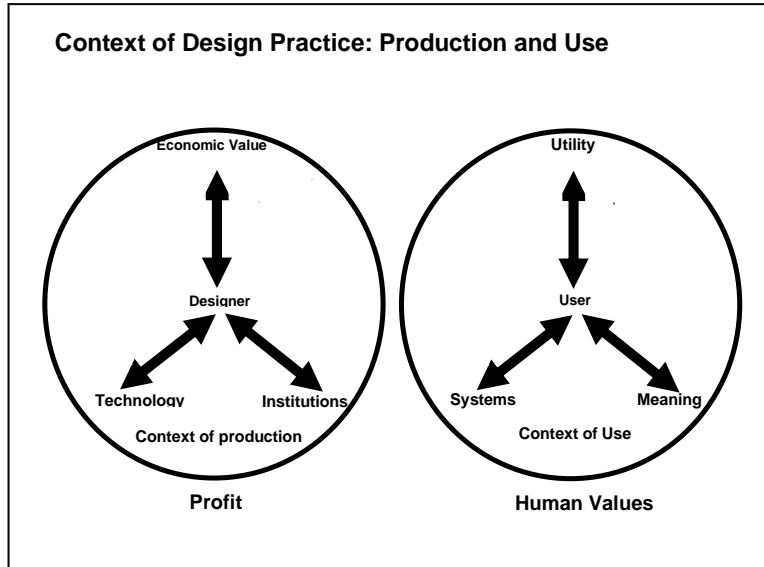 Context of Design Practice: Production and Use
Economic Value
Designer
Technology
Institutions
Context of production
Profit
Utility
User
Systems
Meaning
Context of Use
Human Values